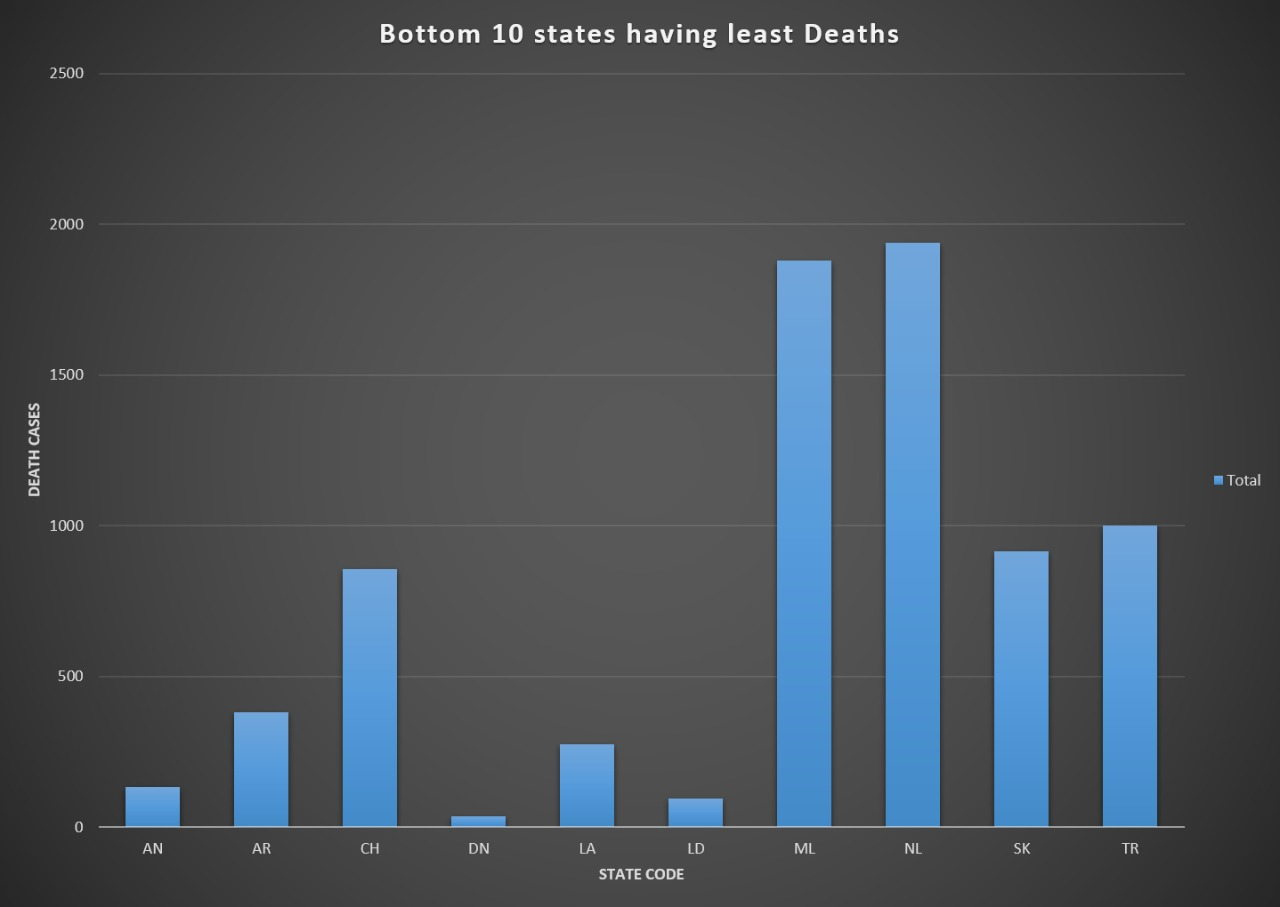 Bottom 10 states having least Deaths
2500
2000
1500
1000
500
0
DEATH CASES
AN AR CH DN LA LD ML NL SK TR
STATE CODE
Total